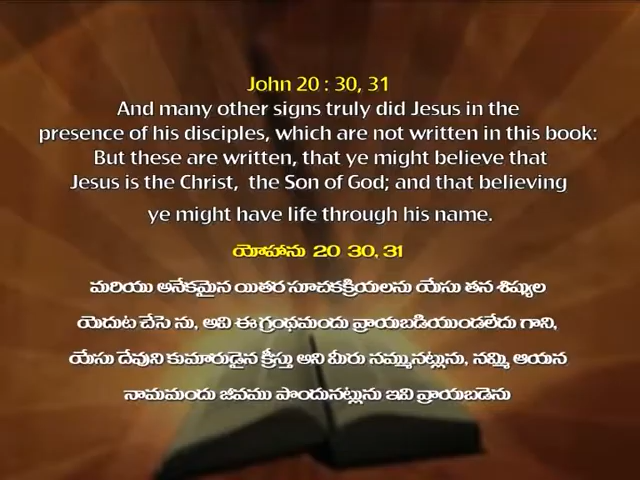 John 20 : 30, 31
And many other signs truly did Jesus in the
presence of his disciples, which are not written in this book:
But these are written, that ye might believe that
Jesus is the Christ, the Son of God; and that believing
ye might have life through his name.
యోహాను 20 30, 31
మరియు అనేకమైన యితర సూచకక్రియలను యేసు తన శిష్యుల
యెదుట చేసె ను, అవి ఈ గ్రంథమందు వ్రాయబడియుండలేదు గాని,
యేసు దేవుని కుమారుడైన క్రీస్తు అని మీరు నమ్మునట్లును, నమ్మి ఆయన
నామమందు జీవము పొందునట్లును ఇవి వ్రాయబడెను